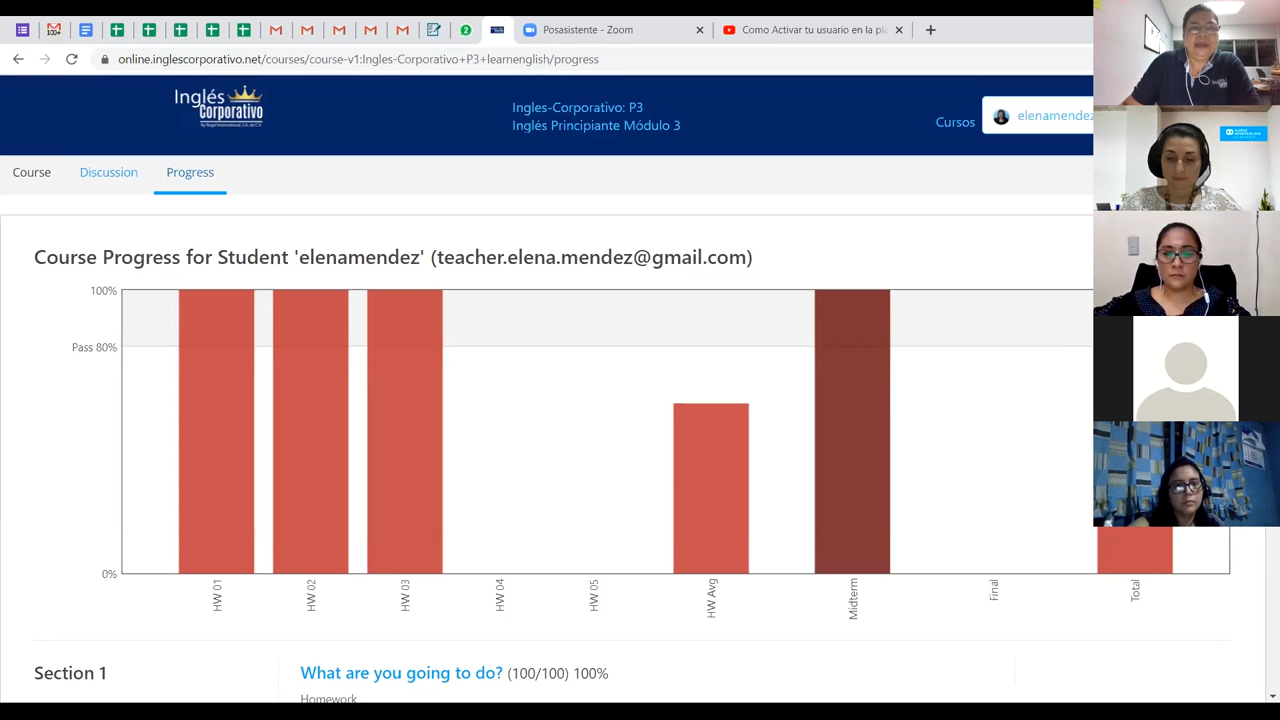 100+
2
Posasistente - Zoom
Como Activar tu usuario en la pla
online.inglescorporativo.net/courses/course-v1:Ingles-Corporativo+P3+learnenglish/progress
Inglés
Corporativo
Ingles-Corporativo: P3
Inglés Principiante Módulo 3
Cursos
elenamendez
Course
Discussion
Progress
Course Progress for Student 'elenamendez' (teacher.elena.mendez@gmail.com)
100%
Pass 80%
0%
HW 01
HW 02
HW 03
HW 04
HW 05
HW Avg
Midterm
Final
Total
Section 1
What are you going to do? (100/100) 100%
Homework